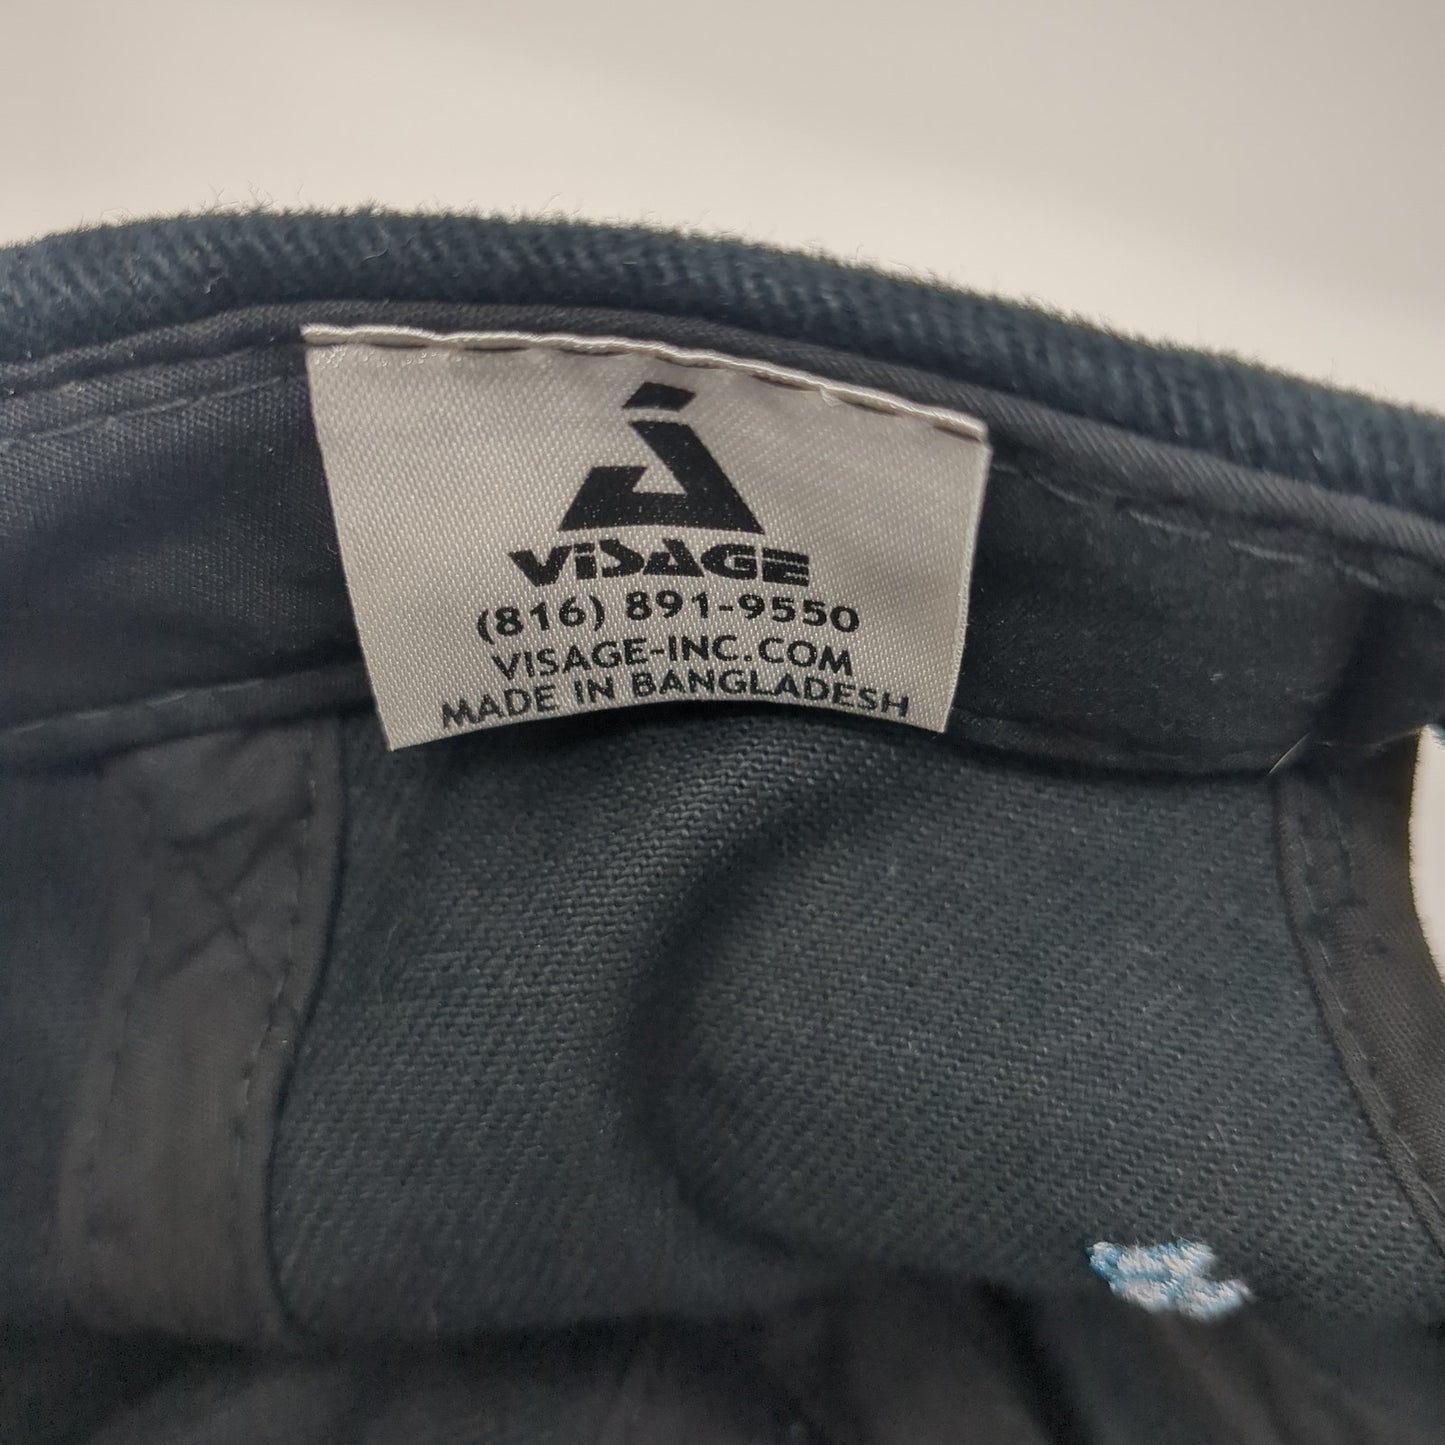 ViSAGE
(816) 891-9550
VISAGE-INC.COM
MADE IN BANGLADESH